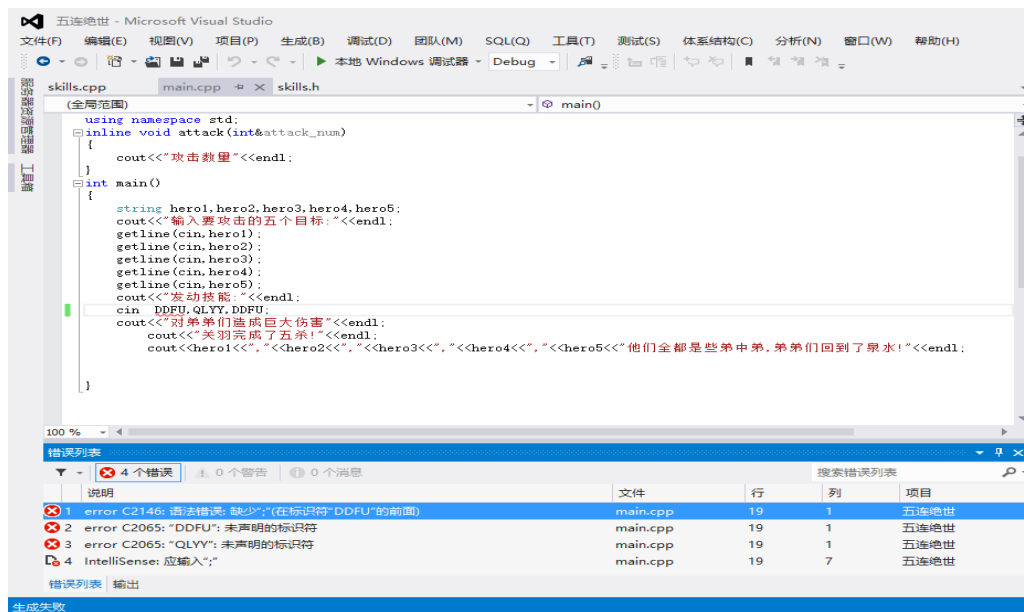 五连绝世 - Microsoft Visual Studio
文件(F) 编辑(E) 视图(V) 项目(P) 生成(B) 调试(D) 团队(M) SQL(Q) 工具(T) 测试(S) 体系结构(C) 分析(N) 窗口(W) 帮助(H)
本地 Windows 调试器 Debug
服务器资源管理器
工具箱
skills.cpp main.cpp skills.h
(全局范围) main()
using namespace std;
inline void attack(int&attack_num)
{
cout<<"攻击数量"<<endl;
}
int main()
{
string hero1,hero2,hero3,hero4,hero5;
cout<<"输入要攻击的五个目标:"<<endl;
getline(cin,hero1);
getline(cin,hero2);
getline(cin,hero3);
getline(cin,hero4);
getline(cin,hero5);
cout<<"发动技能:"<<endl;
cin DDFU,QLYY,DDFU;
cout<<"对弟弟们造成巨大伤害"<<endl;
cout<<"关羽完成了五杀!"<<endl;
cout<<hero1<<","<<hero2<<","<<hero3<<","<<hero4<<","<<hero5<<"他们全都是些弟中弟,弟弟们回到了泉水!"<<endl;
}
100 %
错误列表
4 个错误 0 个警告 0 个消息 搜索错误列表
说明 文件 行 列 项目
1 error C2146: 语法错误: 缺少";"(在标识符"DDFU"的前面) main.cpp 19 1 五连绝世
2 error C2065: "DDFU": 未声明的标识符 main.cpp 19 1 五连绝世
3 error C2065: "QLYY": 未声明的标识符 main.cpp 19 1 五连绝世
4 IntelliSense: 应输入";" main.cpp 19 7 五连绝世
错误列表 输出
生成失败